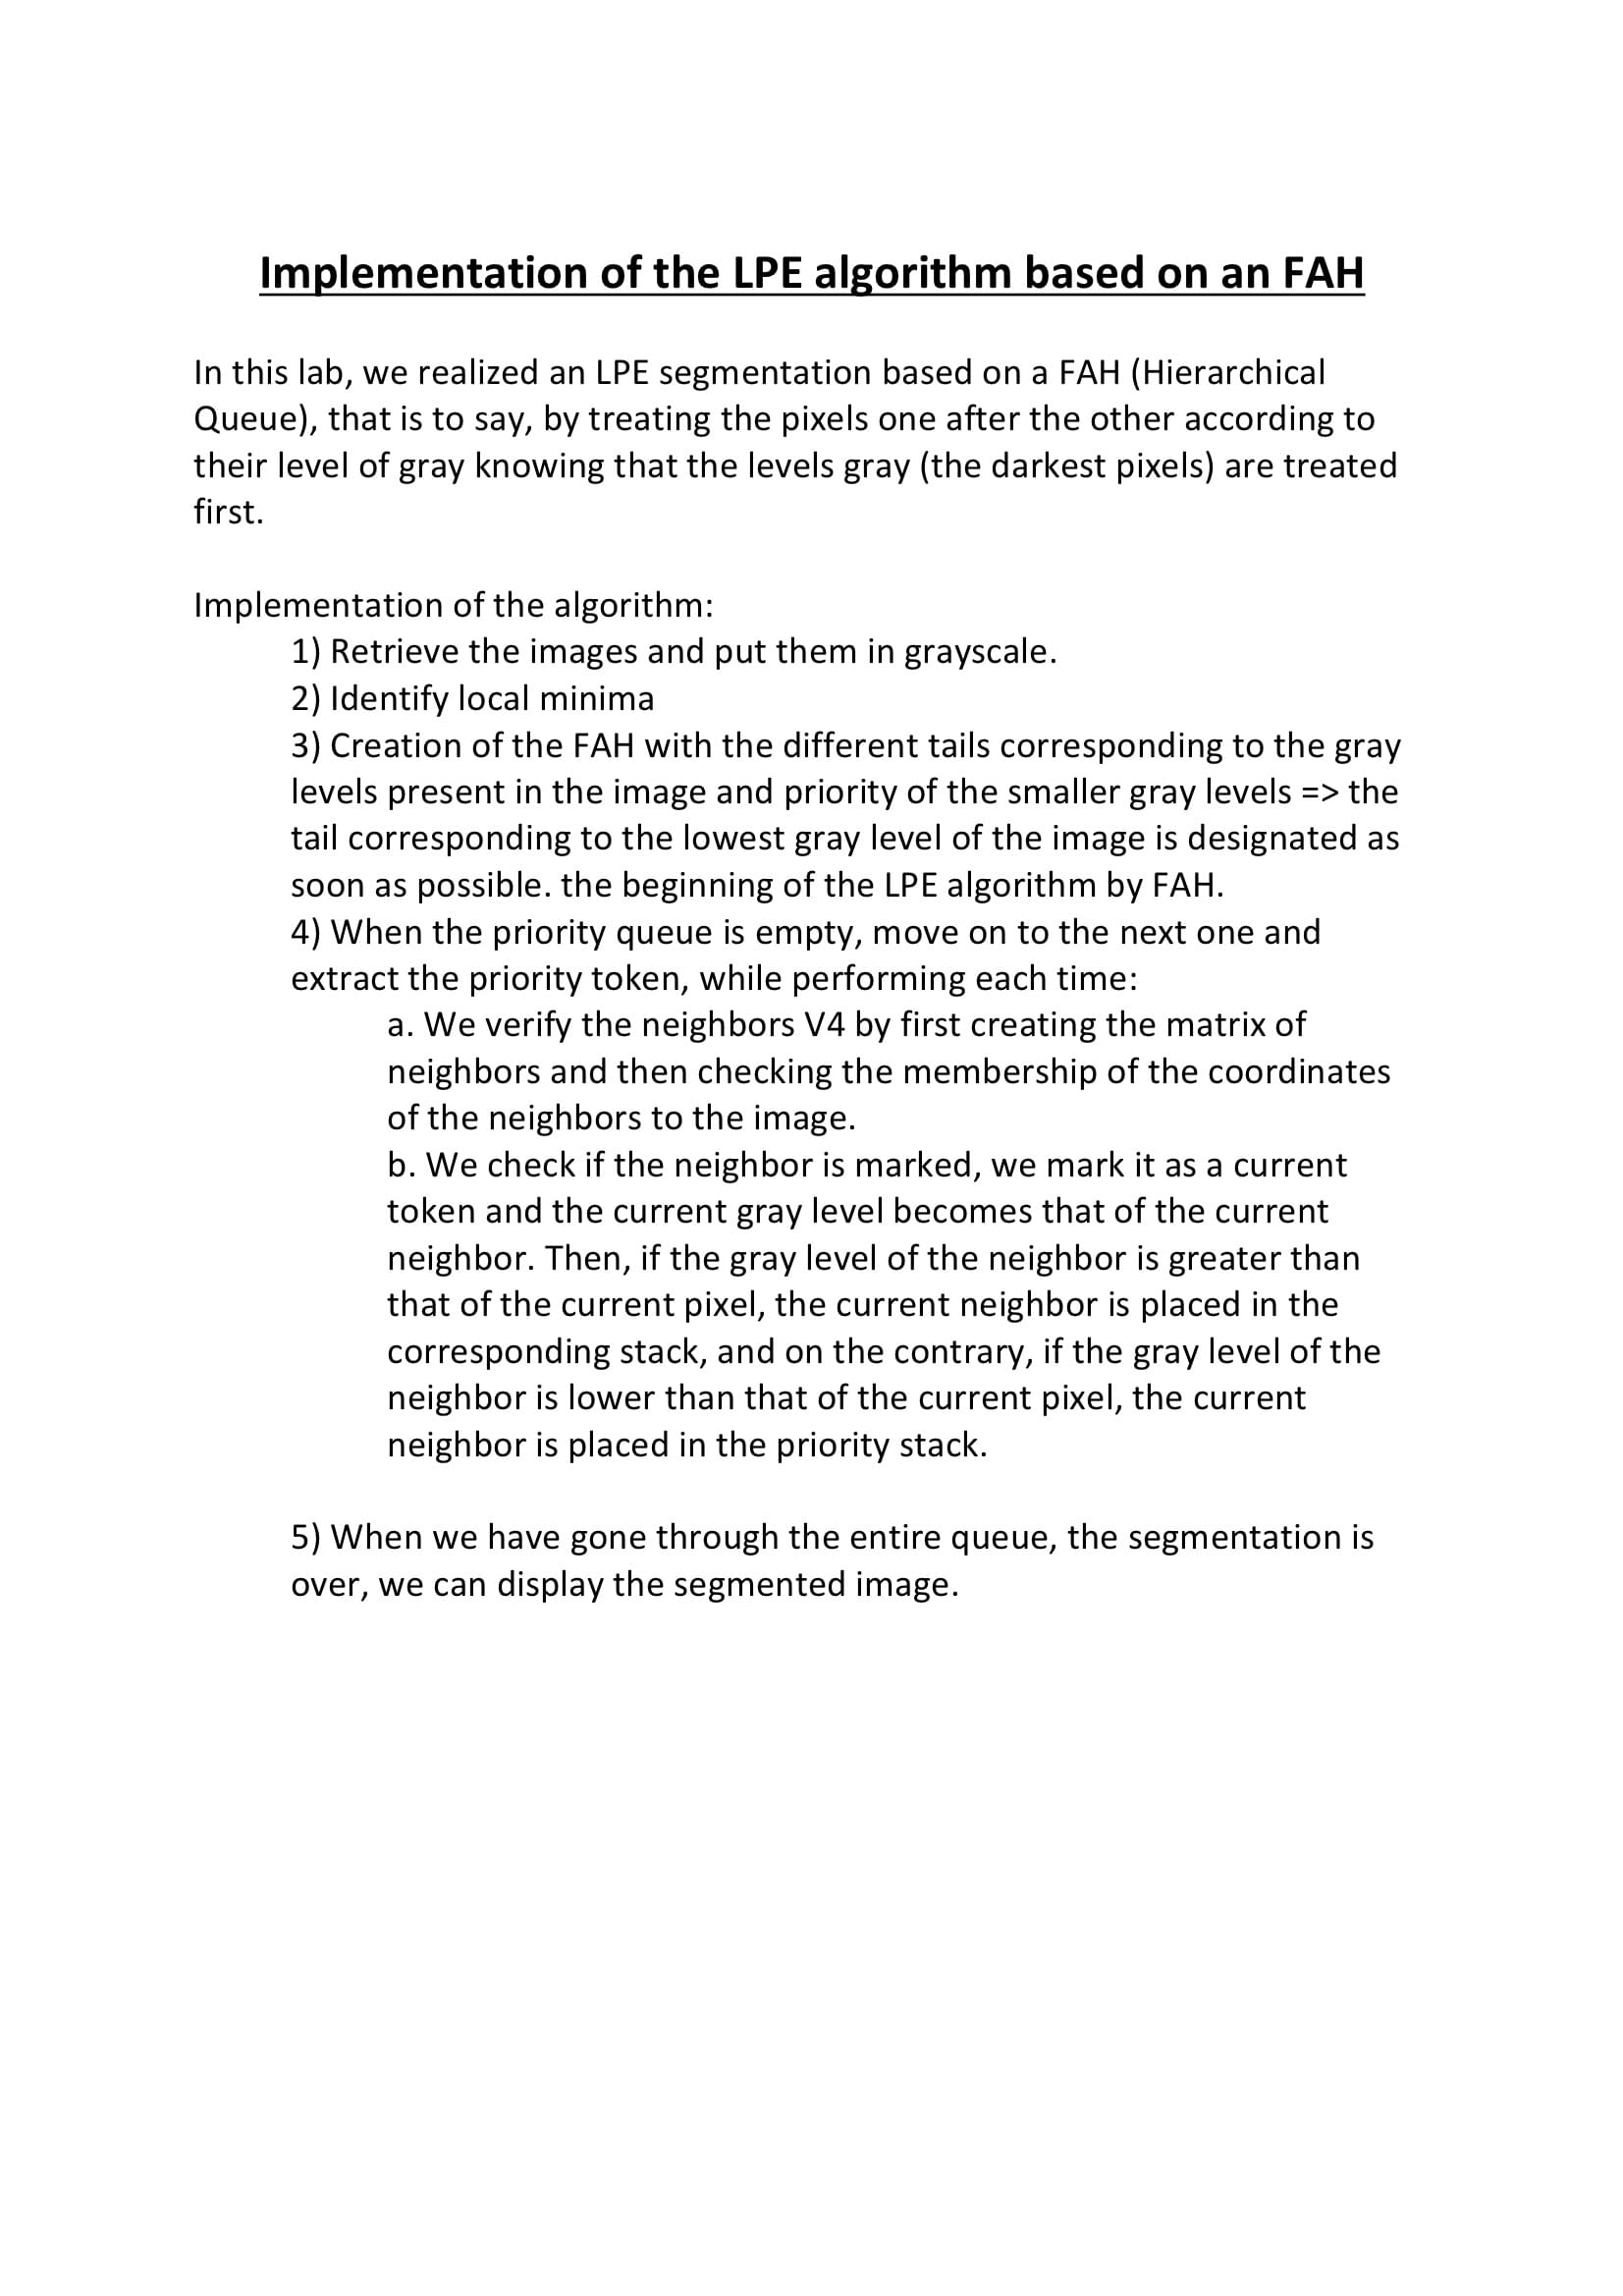 Implementation of the LPE algorithm based on an FAH
In this lab, we realized an LPE segmentation based on a FAH (Hierarchical
Queue), that is to say, by treating the pixels one after the other according to
their level of gray knowing that the levels gray (the darkest pixels) are treated
first.
Implementation of the algorithm:
1) Retrieve the images and put them in grayscale.
2) Identify local minima
3) Creation of the FAH with the different tails corresponding to the gray
levels present in the image and priority of the smaller gray levels => the
tail corresponding to the lowest gray level of the image is designated as
soon as possible. the beginning of the LPE algorithm by FAH.
4) When the priority queue is empty, move on to the next one and
extract the priority token, while performing each time:
a. We verify the neighbors V4 by first creating the matrix of
neighbors and then checking the membership of the coordinates
of the neighbors to the image.
b. We check if the neighbor is marked, we mark it as a current
token and the current gray level becomes that of the current
neighbor. Then, if the gray level of the neighbor is greater than
that of the current pixel, the current neighbor is placed in the
corresponding stack, and on the contrary, if the gray level of the
neighbor is lower than that of the current pixel, the current
neighbor is placed in the priority stack.
5) When we have gone through the entire queue, the segmentation is
over, we can display the segmented image.